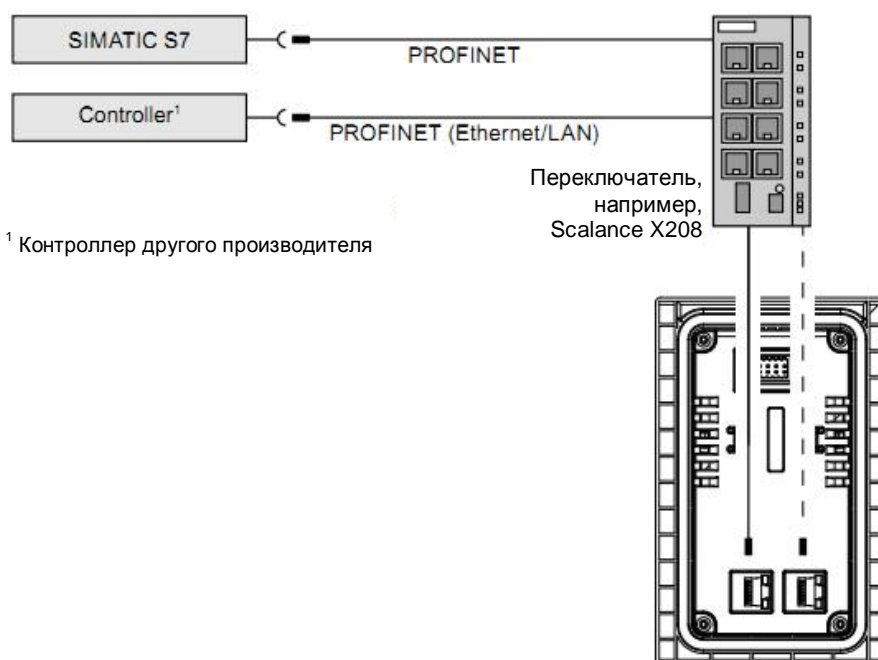 SIMATIC S7
PROFINET
Controller¹
PROFINET (Ethernet/LAN)
Переключатель,
например,
Scalance X208
¹ Контроллер другого производителя